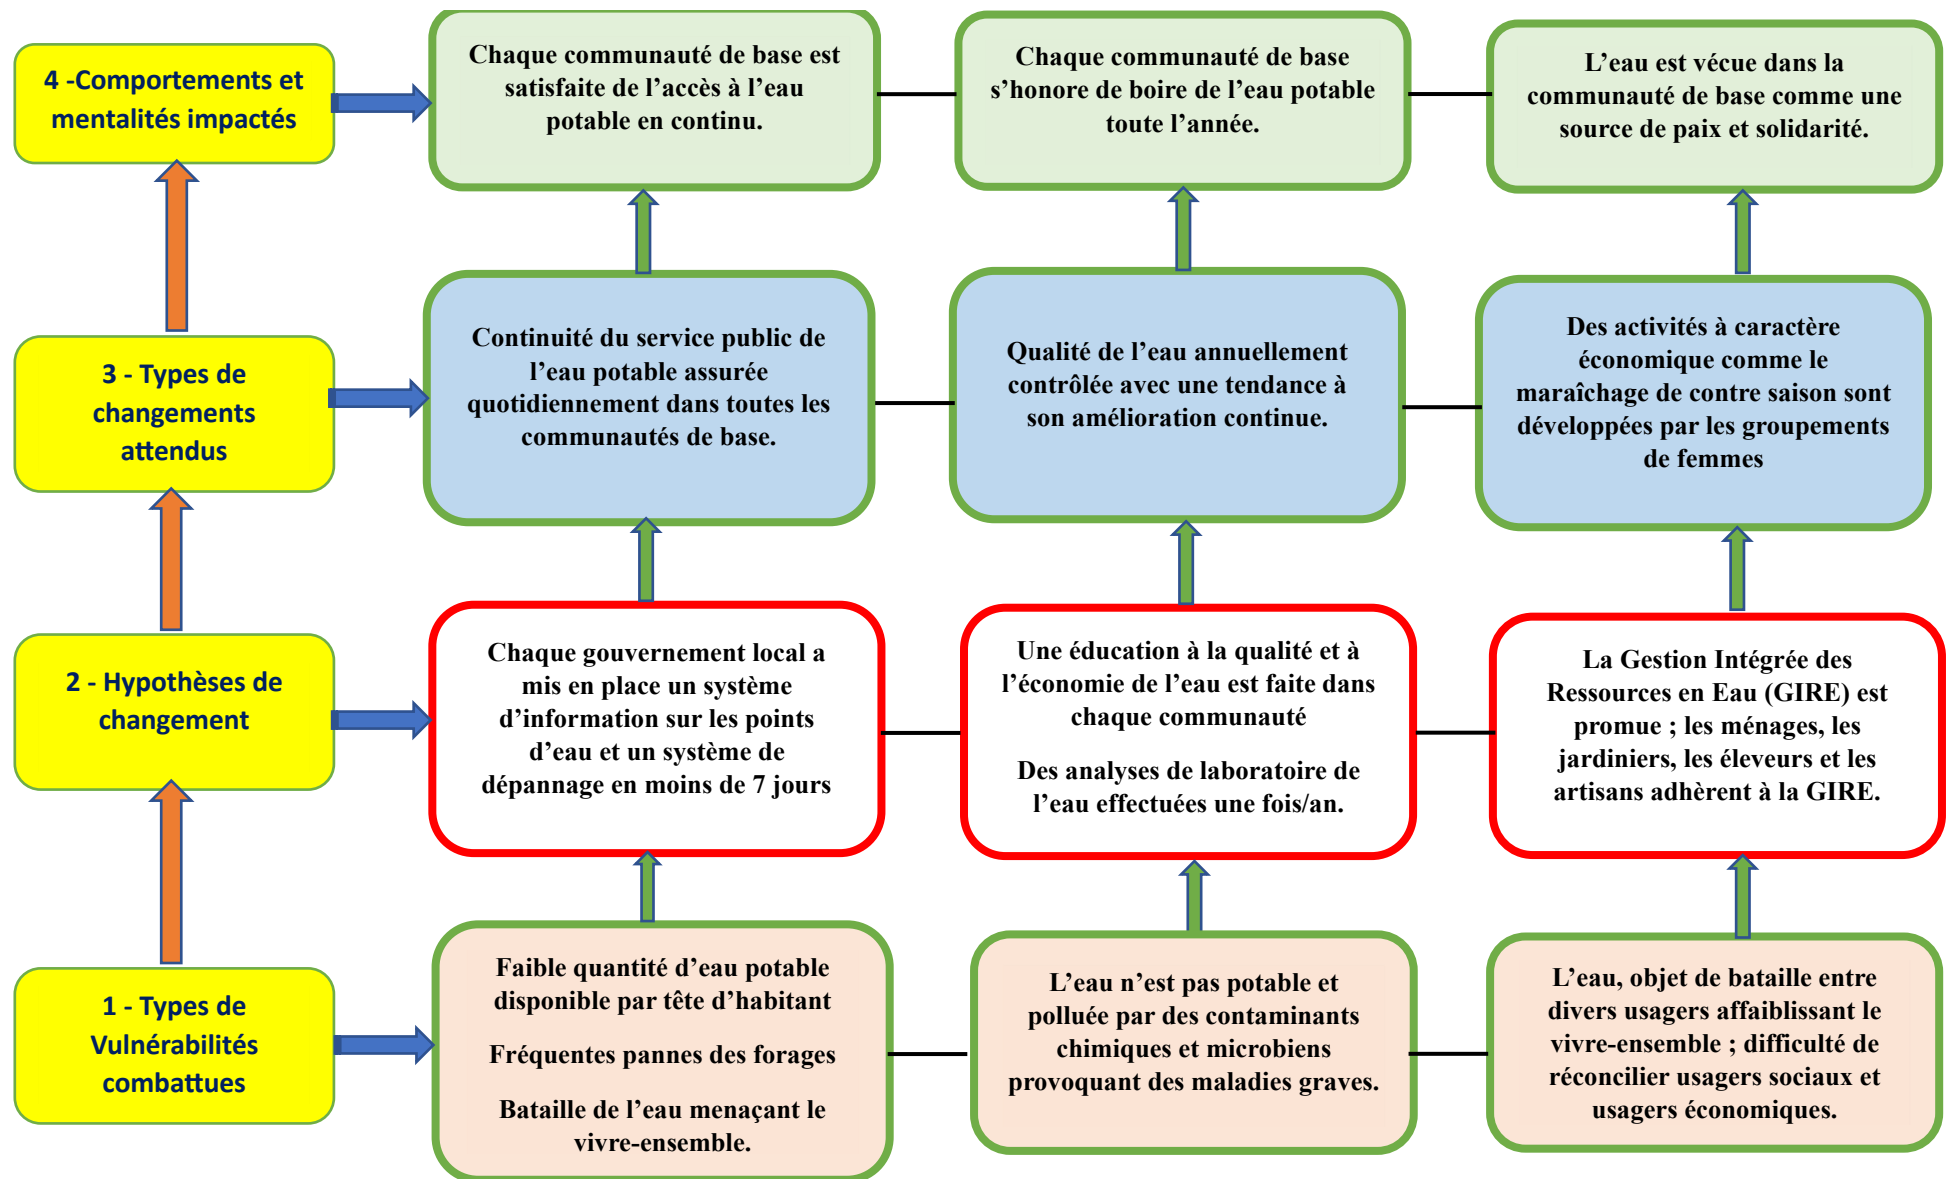 4 -Comportements et
mentalités impactés
Chaque communauté de base est
satisfaite de l’accès à l’eau
potable en continu.
Chaque communauté de base
s’honore de boire de l’eau potable
toute l’année.
L’eau est vécue dans la
communauté de base comme une
source de paix et solidarité.
3 - Types de
changements
attendus
Continuité du service public de
l’eau potable assurée
quotidiennement dans toutes les
communautés de base.
Qualité de l’eau annuellement
contrôlée avec une tendance à
son amélioration continue.
Des activités à caractère
économique comme le
maraîchage de contre saison sont
développées par les groupements
de femmes
2 - Hypothèses de
changement
Chaque gouvernement local a
mis en place un système
d’information sur les points
d’eau et un système de
dépannage en moins de 7 jours
Une éducation à la qualité et à
l’économie de l’eau est faite dans
chaque communauté
Des analyses de laboratoire de
l’eau effectuées une fois/an.
La Gestion Intégrée des
Ressources en Eau (GIRE) est
promue ; les ménages, les
jardiniers, les éleveurs et les
artisans adhèrent à la GIRE.
1 - Types de
Vulnérabilités
combattues
Faible quantité d’eau potable
disponible par tête d’habitant
Fréquentes pannes des forages
Bataille de l’eau menaçant le
vivre-ensemble.
L’eau n’est pas potable et
polluée par des contaminants
chimiques et microbiens
provoquant des maladies graves.
L’eau, objet de bataille entre
divers usagers affaiblissant le
vivre-ensemble ; difficulté de
réconcilier usagers sociaux et
usagers économiques.